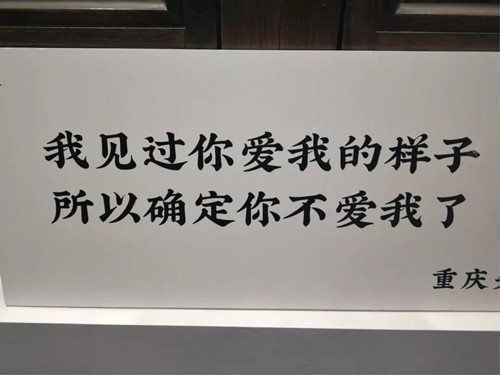 我见过你爱我的样子
所以确定你不爱我了
重庆